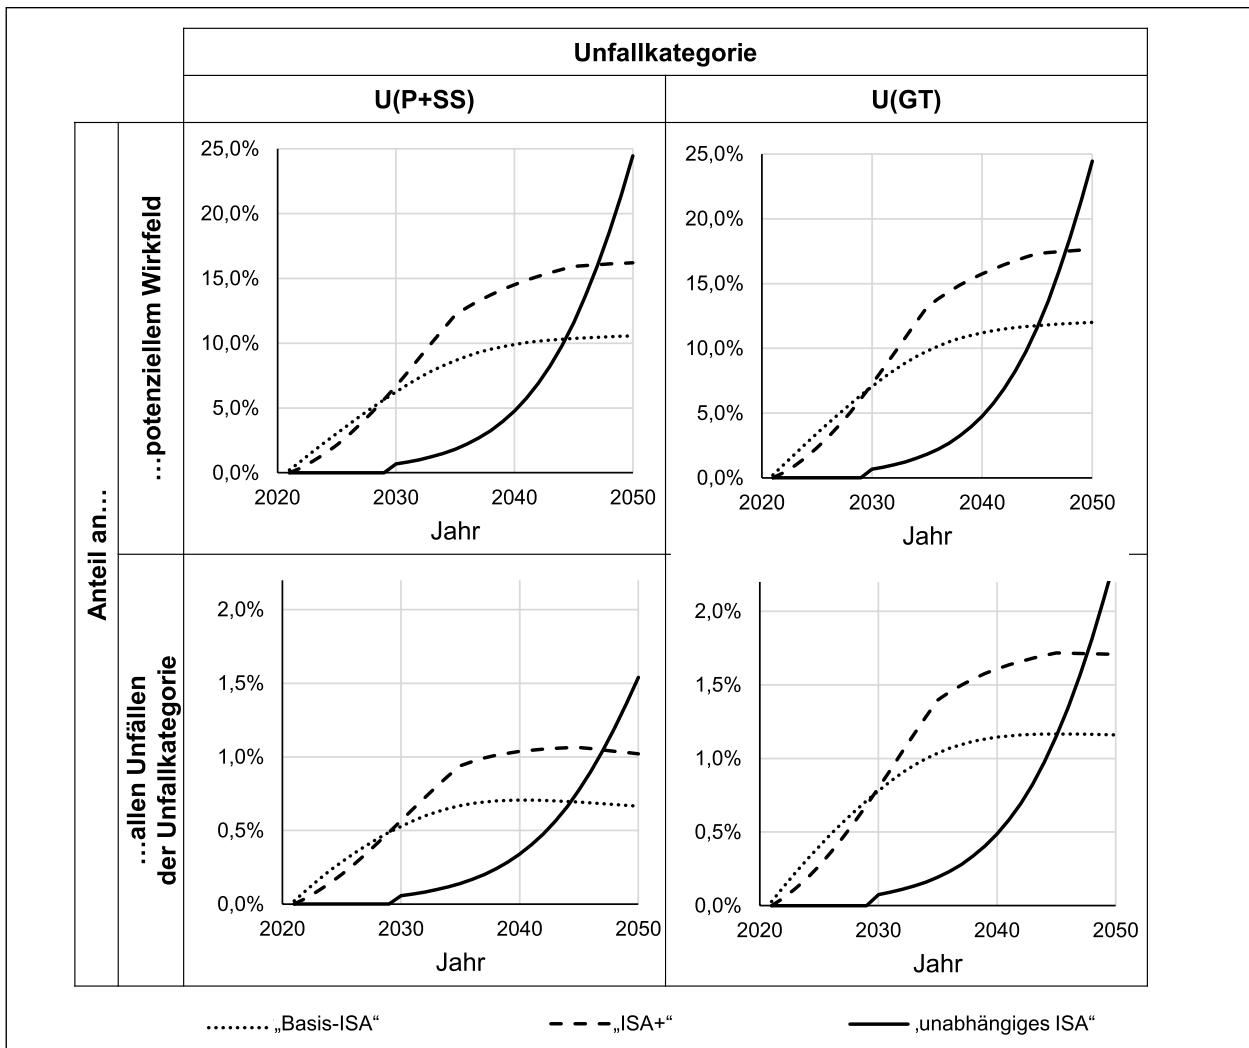 Unfallkategorie
U(P+SS)
U(GT)
Anteil an...
...potenziellem Wirkfeld
25,0%
20,0%
15,0%
10,0%
5,0%
0,0%
2020
2030
2040
2050
Jahr
25,0%
20,0%
15,0%
10,0%
5,0%
0,0%
2020
2030
2040
2050
Jahr
...allen Unfällen
der Unfallkategorie
2,0%
1,5%
1,0%
0,5%
0,0%
2020
2030
2040
2050
Jahr
2,0%
1,5%
1,0%
0,5%
0,0%
2020
2030
2040
2050
Jahr
„Basis-ISA“
„ISA+“
‚unabhängiges ISA“